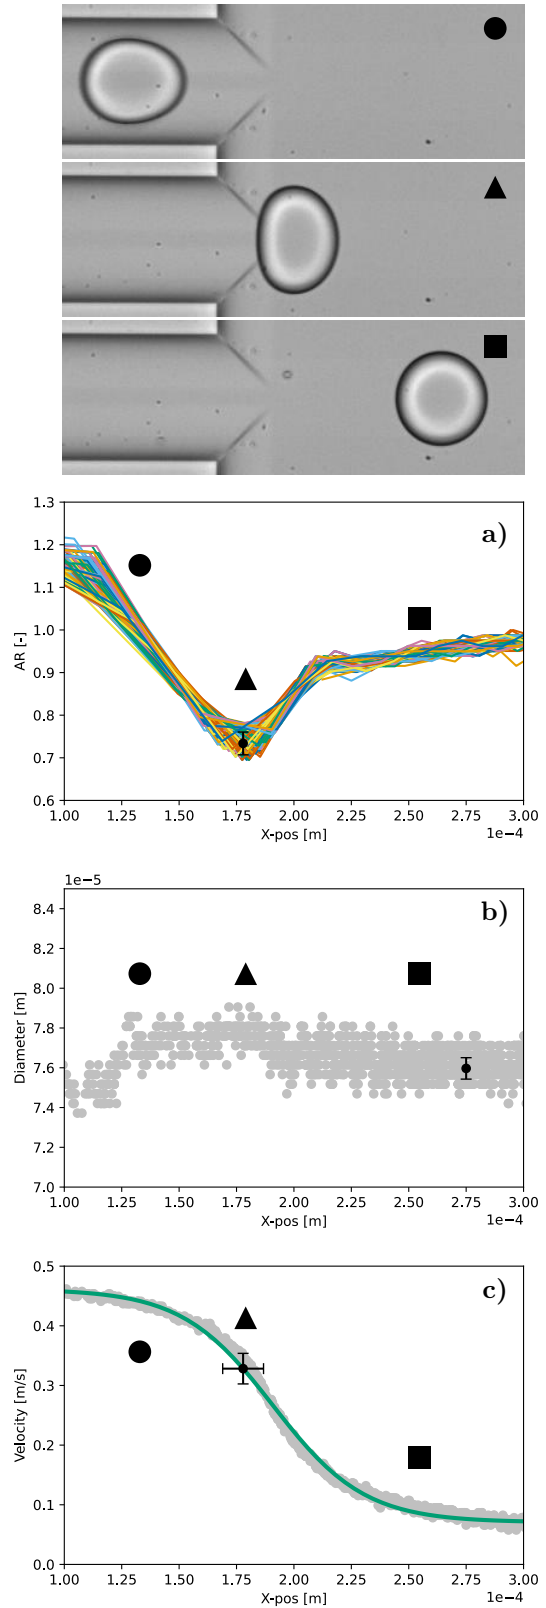 a)
1.3
1.2
1.1
1.0
0.9
0.8
0.7
0.6
AR [-]
1.00 1.25 1.50 1.75 2.00 2.25 2.50 2.75 3.00
X-pos [m]
1e−4
1e−5
b)
8.4
8.2
8.0
7.8
7.6
7.4
7.2
7.0
Diameter [m]
1.00 1.25 1.50 1.75 2.00 2.25 2.50 2.75 3.00
X-pos [m]
1e−4
c)
0.5
0.4
0.3
0.2
0.1
0.0
Velocity [m/s]
1.00 1.25 1.50 1.75 2.00 2.25 2.50 2.75 3.00
X-pos [m]
1e−4